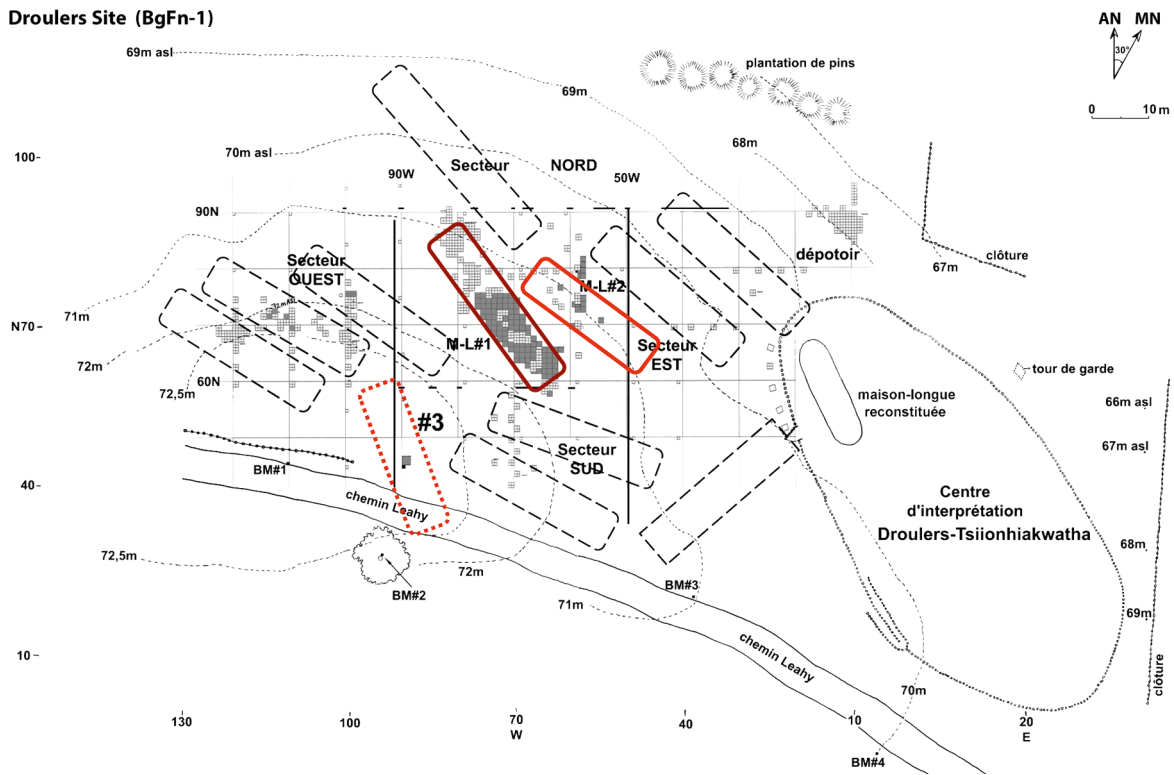 Droulers Site (BgFn-1)
AN MN
30°
0 10 m
69m asl
plantation de pins
69m
68m
70m asl
100-
Secteur NORD
90W
50W
90N
dépotoir
67m
clôture
Secteur
OUEST
72 m ASL
M-L#2
71m
N70
M-L#1
Secteur
EST
72m
72,5m
60N
tour de garde
maison-longue
reconstituée
66m asl
67m asl
#3
Secteur
SUD
BM#1
40-
chemin Leahy
Centre
d'interprétation
Droulers-Tsiionhiakwatha
72,5m
72m
68m
BM#2
BM#3
71m
69m
chemin Leahy
10-
70m
clôture
130 100 70 40 10 20
W E
BM#4